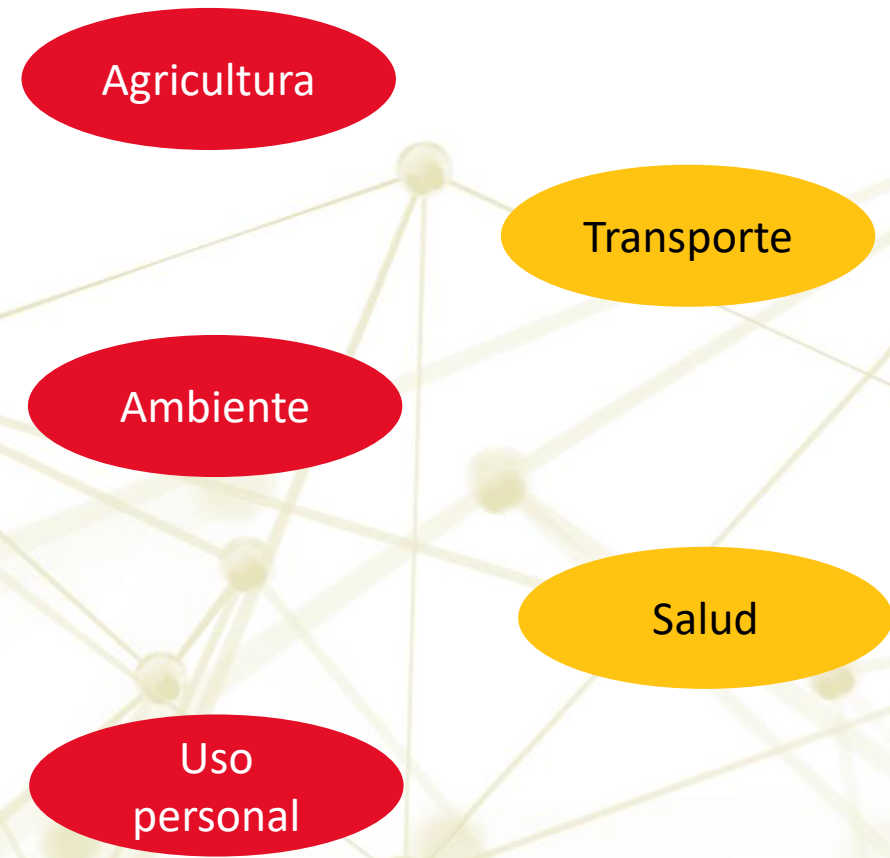 Agricultura
Transporte
Ambiente
Salud
Uso
personal